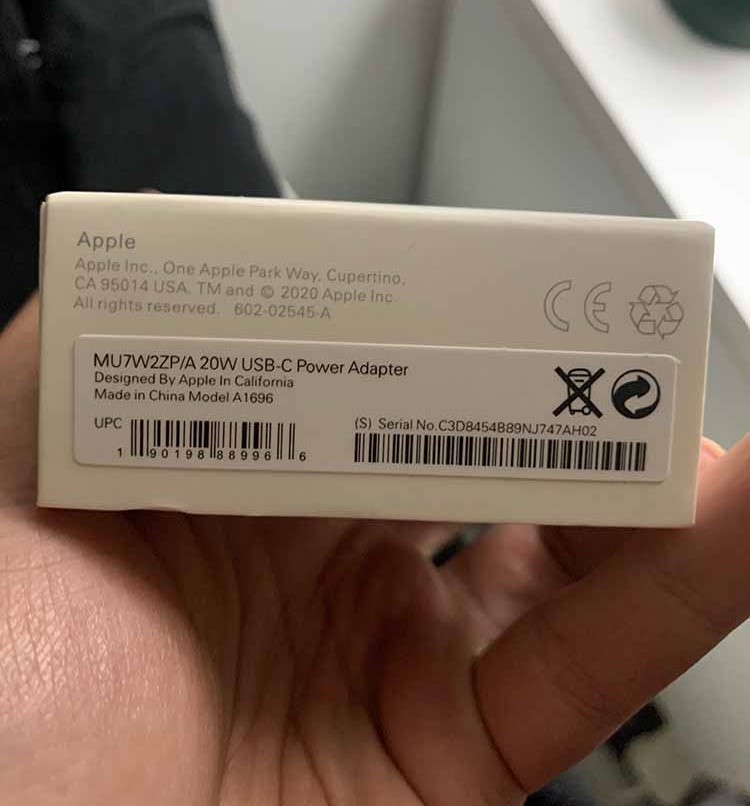 Apple
Apple Inc., One Apple Park Way, Cupertino,
CA 95014 USA. TM and © 2020 Apple Inc.
All rights reserved. 602-02545-A
CE
MU7W2ZP/A 20W USB-C Power Adapter
Designed By Apple In California
Made in China Model A1696
UPC
1 90198 88996 6
(S) Serial No.C3D8454B89NJ747AH02